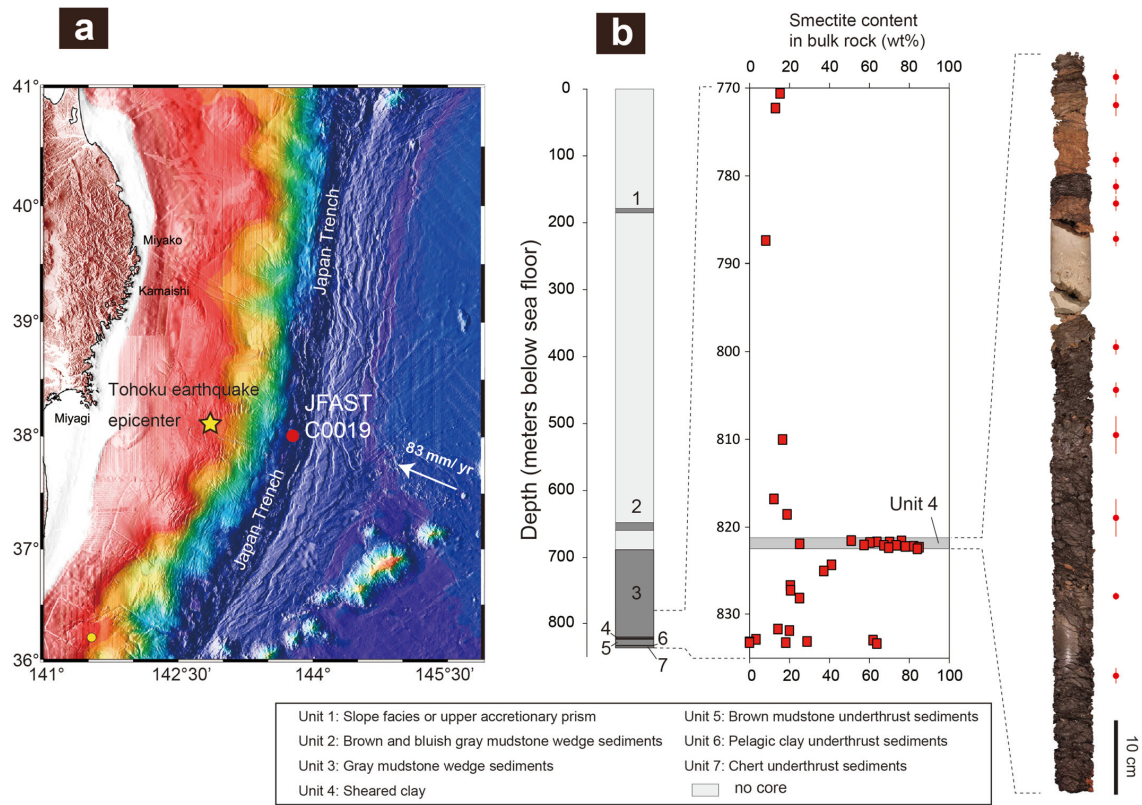 a
41°
40°
39°
38°
37°
36°
141°
142°30'
144°
145°30'
Miyako
Kamaishi
Miyagi
Tohoku earthquake
epicenter
Japan Trench
JFAST
C0019
83 mm/ yr
Japan Trench
b
Depth (meters below sea floor)
0
100
200
300
400
500
600
700
800
1
2
3
4
5
6
7
Smectite content
in bulk rock (wt%)
0 20 40 60 80 100
770
780
790
800
810
820
830
0 20 40 60 80 100
Unit 4
10 cm
Unit 1: Slope facies or upper accretionary prism
Unit 2: Brown and bluish gray mudstone wedge sediments
Unit 3: Gray mudstone wedge sediments
Unit 4: Sheared clay
Unit 5: Brown mudstone underthrust sediments
Unit 6: Pelagic clay underthrust sediments
Unit 7: Chert underthrust sediments
no core